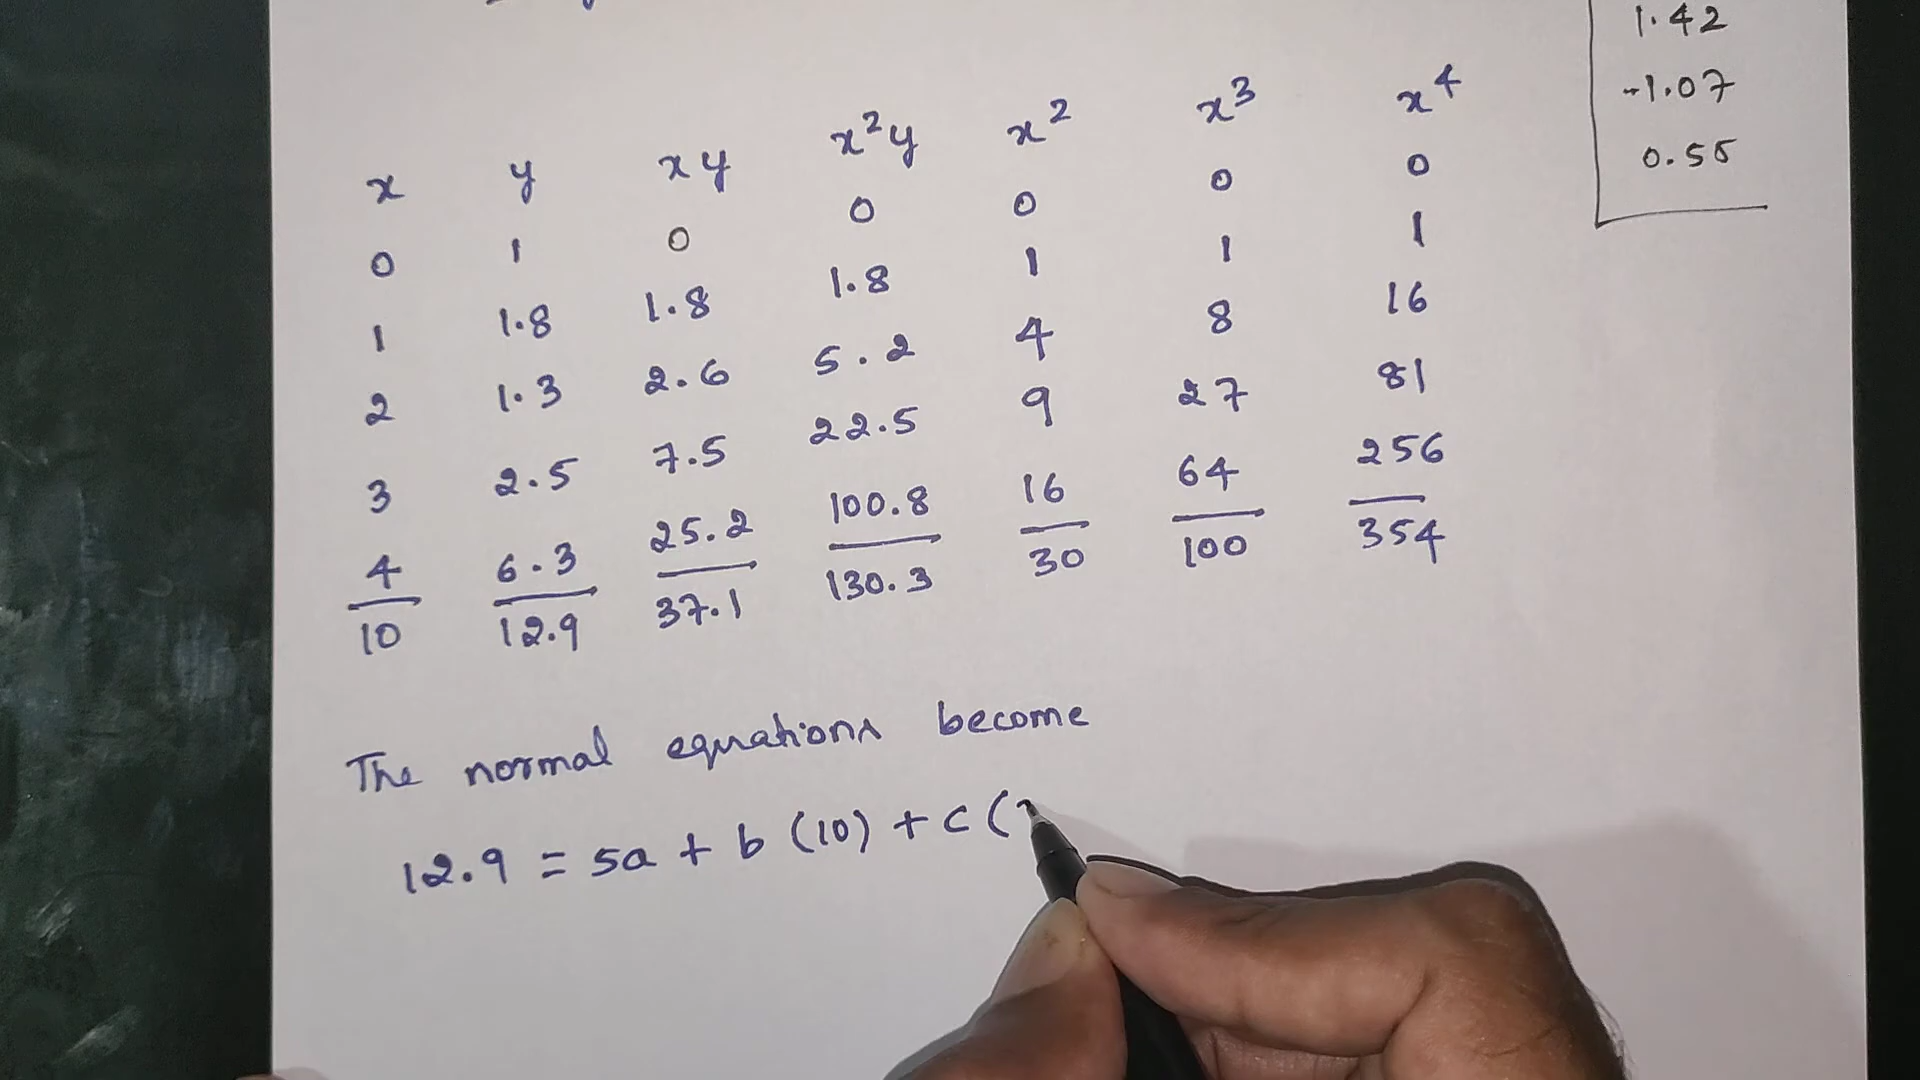 1.42
-1.07
0.55
x y xy x²y x² x³ x⁴
0 1 0 0 0 0 0
1 1.8 1.8 1.8 1 1 1
2 1.3 2.6 5.2 4 8 16
3 2.5 7.5 22.5 9 27 81
4 6.3 25.2 100.8 16 64 256
10 12.9 37.1 130.3 30 100 354
The normal equations become
12.9 = 5a + b (10) + c (